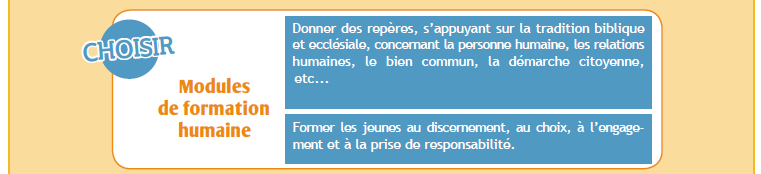 CHOISIR
Modules
de formation
humaine
Donner des repères, s’appuyant sur la tradition biblique
et ecclésiale, concernant la personne humaine, les relations
humaines, le bien commun, la démarche citoyenne,
etc...
Former les jeunes au discernement, au choix, à l’engage-
ment et à la prise de responsabilité.